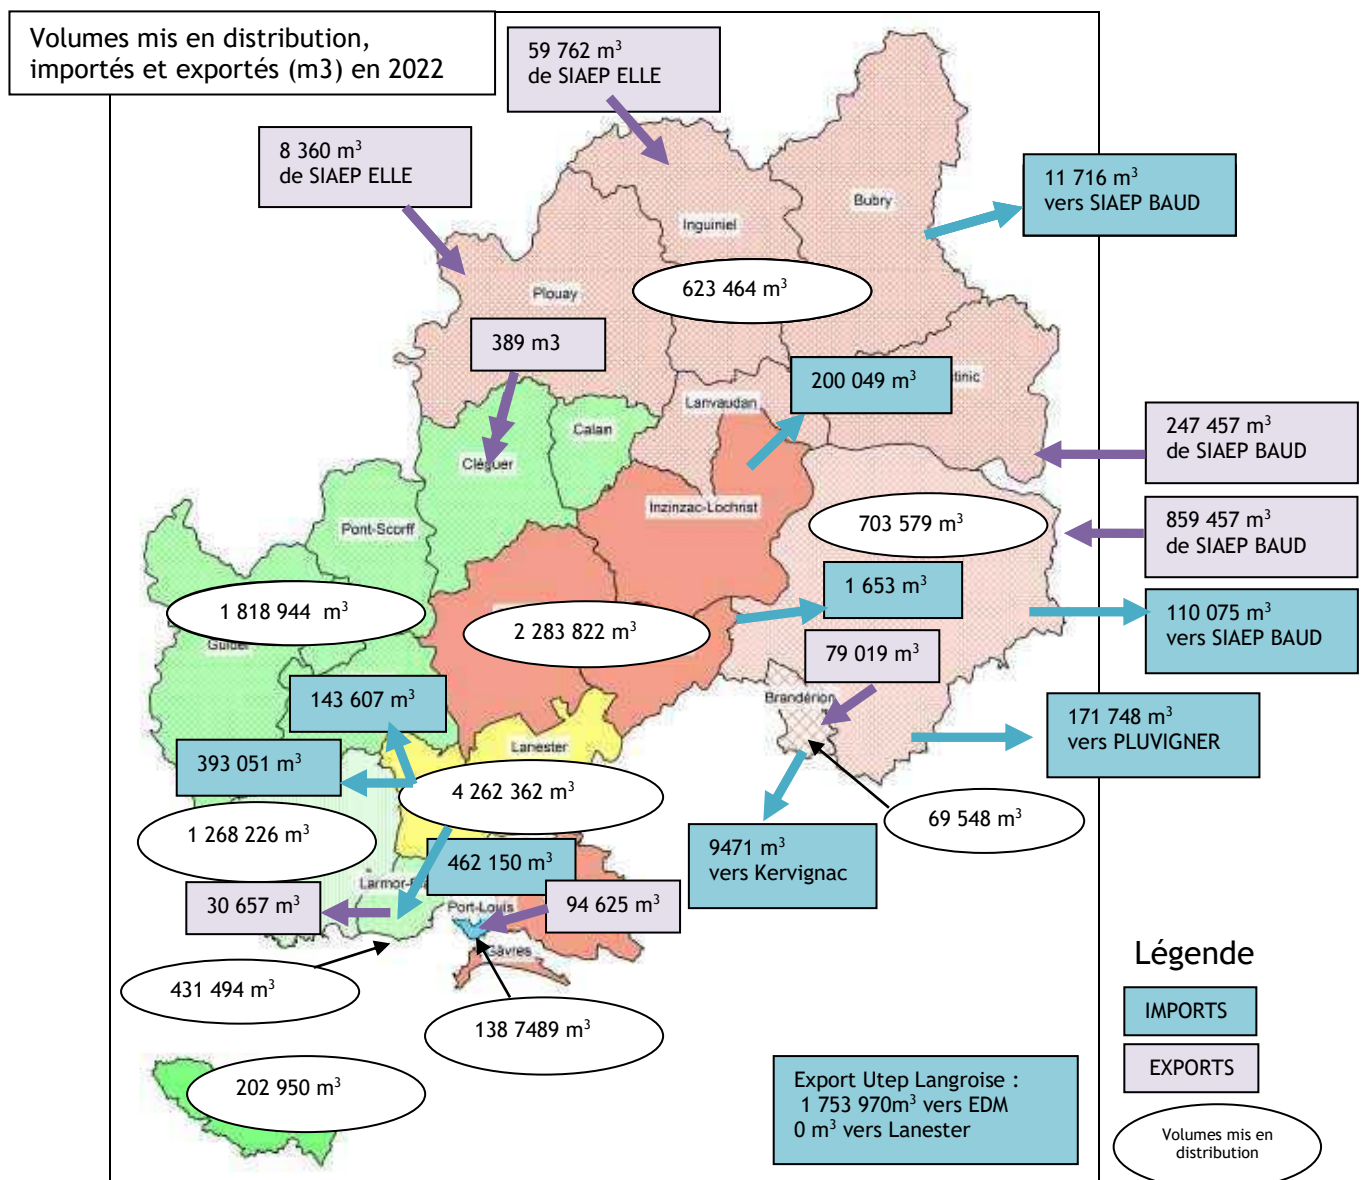 Volumes mis en distribution,
importés et exportés (m3) en 2022
59 762 m³
de SIAEP ELLE
8 360 m³
de SIAEP ELLE
11 716 m³
vers SIAEP BAUD
Bubry
Inguiniel
623 464 m³
Plouay
389 m3
200 049 m³
tinic
Lanvaudan
Calan
Cléguer
247 457 m³
de SIAEP BAUD
Inzinzac-Lochrist
Pont-Scorff
703 579 m³
859 457 m³
de SIAEP BAUD
1 653 m³
1 818 944 m³
2 283 822 m³
110 075 m³
vers SIAEP BAUD
Guidel
79 019 m³
143 607 m³
Brandérion
171 748 m³
vers PLUVIGNER
Lanester
393 051 m³
4 262 362 m³
69 548 m³
1 268 226 m³
9471 m³
vers Kervignac
462 150 m³
Larmor-
30 657 m³
Port-Louis
94 625 m³
Gâvres
431 494 m³
138 7489 m³
202 950 m³
Export Utep Langroise :
1 753 970m³ vers EDM
0 m³ vers Lanester
Légende
IMPORTS
EXPORTS
Volumes mis en
distribution